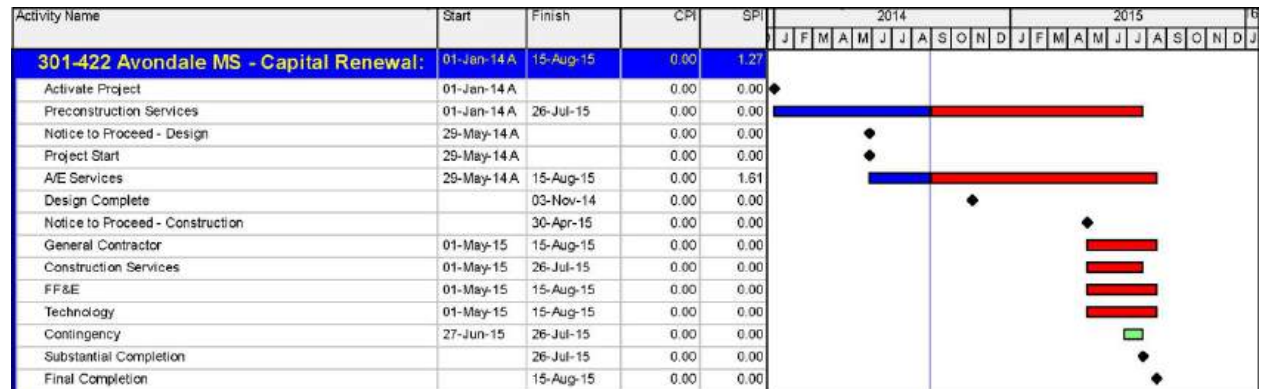 Activity Name Start Finish CPI SPI 2014 2015
J F M A M J J A S O N D J F M A M J J A S O N D J
301-422 Avondale MS - Capital Renewal: 01-Jan-14 A 15-Aug-15 0.00 1.27
Activate Project 01-Jan-14 A 0.00 0.00
Preconstruction Services 01-Jan-14 A 26-Jul-15 0.00 0.00
Notice to Proceed - Design 29-May-14 A 0.00 0.00
Project Start 29-May-14 A 0.00 0.00
A/E Services 29-May-14 A 15-Aug-15 0.00 1.61
Design Complete 03-Nov-14 0.00 0.00
Notice to Proceed - Construction 30-Apr-15 0.00 0.00
General Contractor 01-May-15 15-Aug-15 0.00 0.00
Construction Services 01-May-15 26-Jul-15 0.00 0.00
FF&E 01-May-15 15-Aug-15 0.00 0.00
Technology 01-May-15 15-Aug-15 0.00 0.00
Contingency 27-Jun-15 26-Jul-15 0.00 0.00
Substantial Completion 26-Jul-15 0.00 0.00
Final Completion 15-Aug-15 0.00 0.00